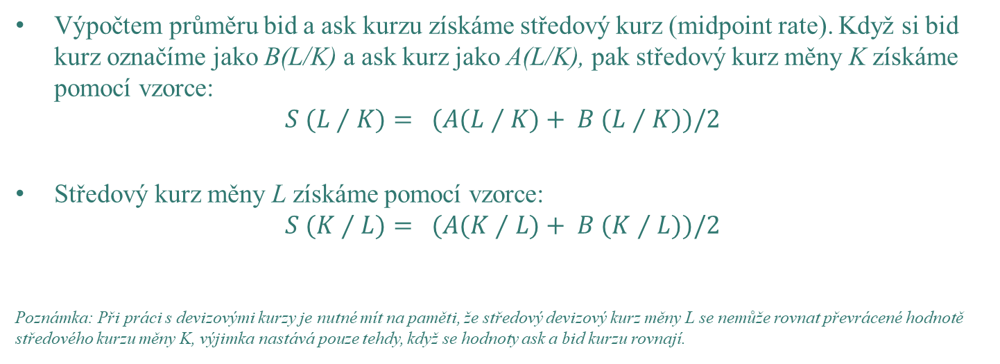 • Výpočtem průměru bid a ask kurzu získáme středový kurz (midpoint rate). Když si bid
kurz označíme jako B(L/K) a ask kurz jako A(L/K), pak středový kurz měny K získáme
pomocí vzorce:
S (L / K) = (A(L / K) + B (L / K))/2
• Středový kurz měny L získáme pomocí vzorce:
S (K / L) = (A(K / L) + B (K / L))/2
Poznámka: Při práci s devizovými kurzy je nutné mít na paměti, že středový devizový kurz měny L se nemůže rovnat převrácené hodnotě
středového kurzu měny K, výjimka nastává pouze tehdy, když se hodnoty ask a bid kurzu rovnají.